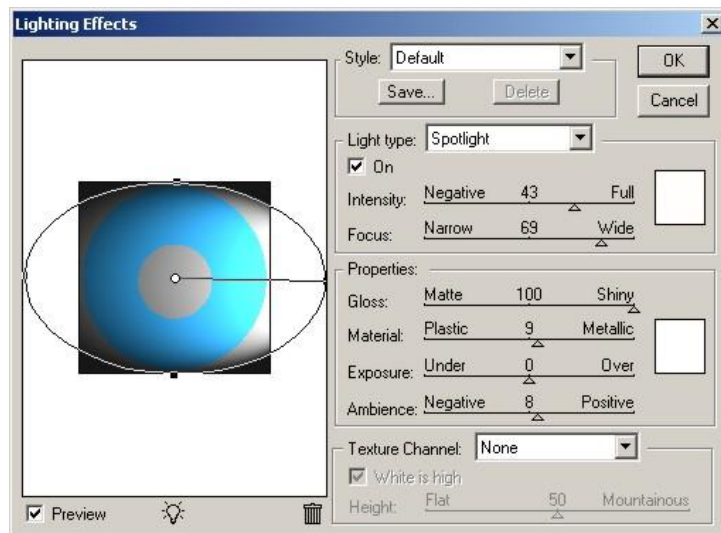 Lighting Effects
Style: Default
OK
Save... Delete
Cancel
Light type: Spotlight
On
Intensity: Negative 43 Full
Focus: Narrow 69 Wide
Properties:
Gloss: Matte 100 Shiny
Material: Plastic 9 Metallic
Exposure: Under 0 Over
Ambience: Negative 8 Positive
Texture Channel: None
White is high
Height: Flat 50 Mountainous
Preview